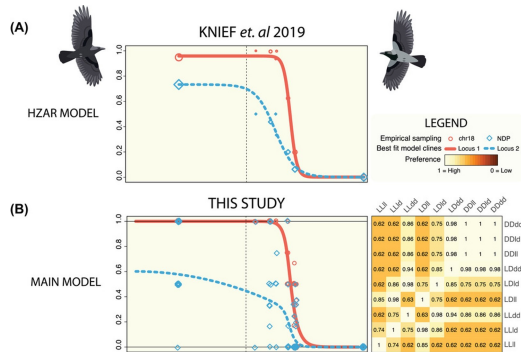 (A)
KNIEF et. al 2019
HZAR MODEL
1.0
0.8
0.6
0.4
0.2
0.0
LEGEND
Empirical sampling chr18 NDP
Best fit model clines Locus 1 Locus 2
Preference
1 = High 0 = Low
(B)
THIS STUDY
MAIN MODEL
1.0
0.8
0.6
0.4
0.2
0.0
LLll LLld LLdd LDll LDld LDdd DDll DDld DDdd
0.62 0.62 0.86 0.62 0.75 0.98 1 1 1 DDdd
0.62 0.62 0.86 0.62 0.75 0.98 1 1 1 DDld
0.62 0.62 0.86 0.62 0.75 0.98 1 1 1 DDll
0.62 0.62 0.94 0.62 0.85 1 0.98 0.98 0.98 LDdd
0.62 0.86 0.98 0.75 1 0.85 0.75 0.75 0.75 LDld
0.85 0.98 0.63 1 0.75 0.62 0.62 0.62 0.62 LDll
0.62 0.75 1 0.63 0.98 0.94 0.86 0.86 0.86 LLdd
0.74 1 0.75 0.98 0.86 0.62 0.62 0.62 0.62 LLld
1 0.74 0.62 0.85 0.62 0.62 0.62 0.62 0.62 LLll